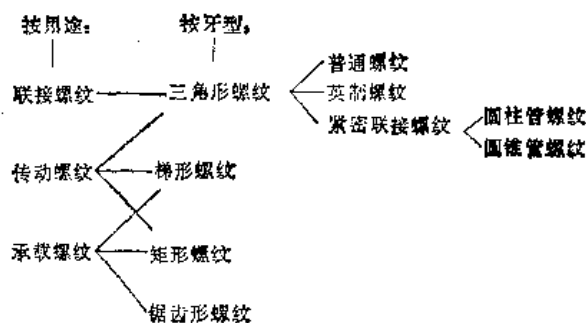 按用途: 按牙型:
普通螺纹
联接螺纹 三角形螺纹 英制螺纹
紧密联接螺纹 圆柱管螺纹
圆锥管螺纹
传动螺纹 梯形螺纹
承载螺纹 矩形螺纹
锯齿形螺纹